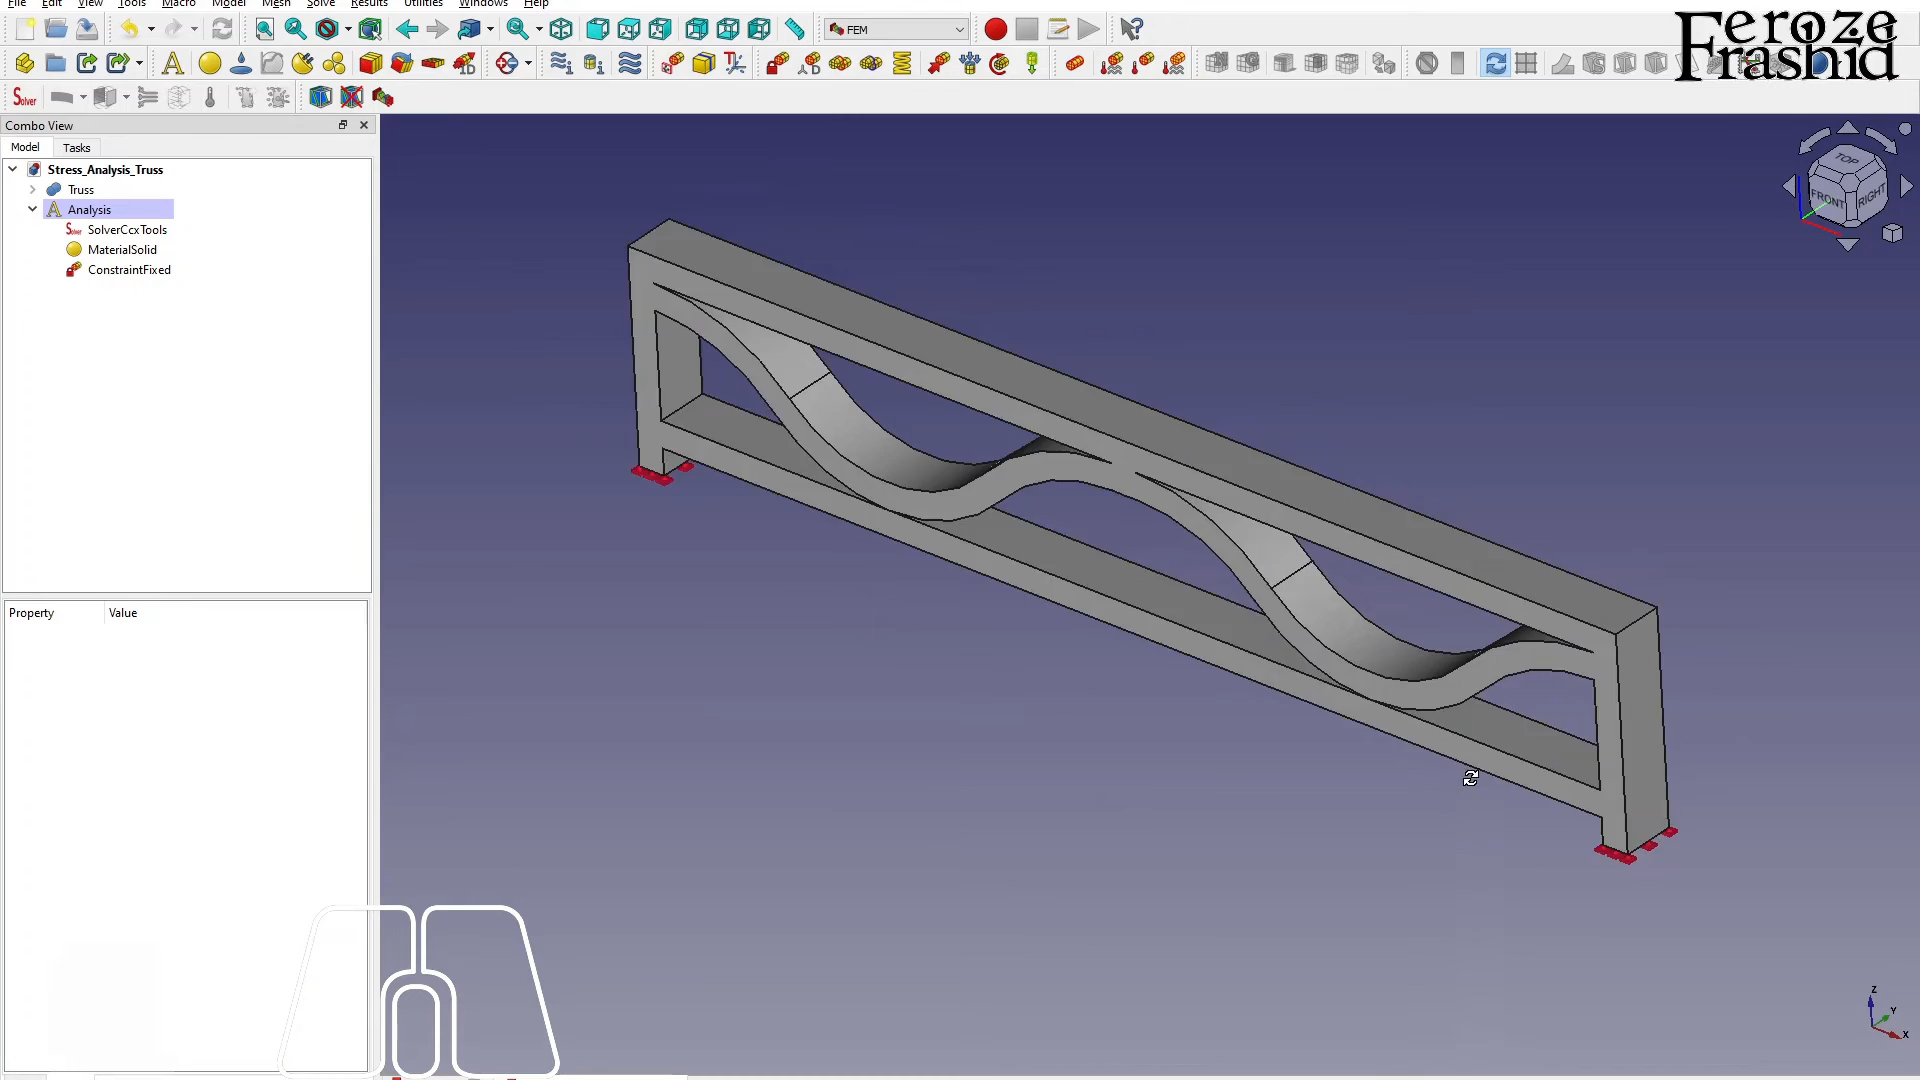 File Edit View Tools Macro Model Mesh Solve Results Utilities Windows Help
FEM
Feroze
Frashid
Solver
Combo View
Model Tasks
Stress_Analysis_Truss
Truss
Analysis
SolverCcxTools
MaterialSolid
ConstraintFixed
Property Value
TOP
FRONT RIGHT
Z
Y
X